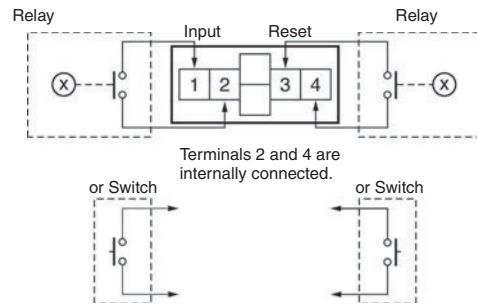 Relay
Relay
Input
Reset
X
1
2
3
4
X
Terminals 2 and 4 are
internally connected.
or Switch
or Switch